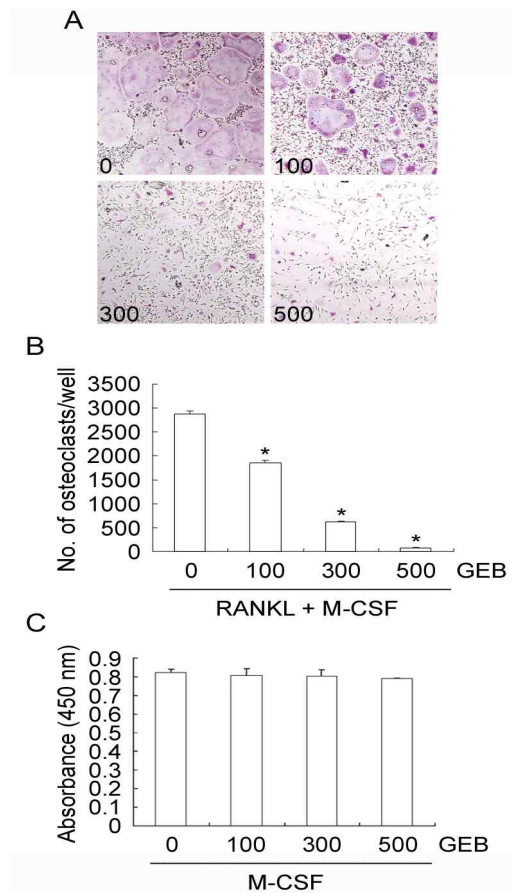 A
0
100
300
500
B
No. of osteoclasts/well
3500
3000
2500
2000
1500
1000
500
0
*
*
*
0 100 300 500 GEB
RANKL + M-CSF
C
Absorbance (450 nm)
0.9
0.8
0.7
0.6
0.5
0.4
0.3
0.2
0.1
0
0 100 300 500 GEB
M-CSF